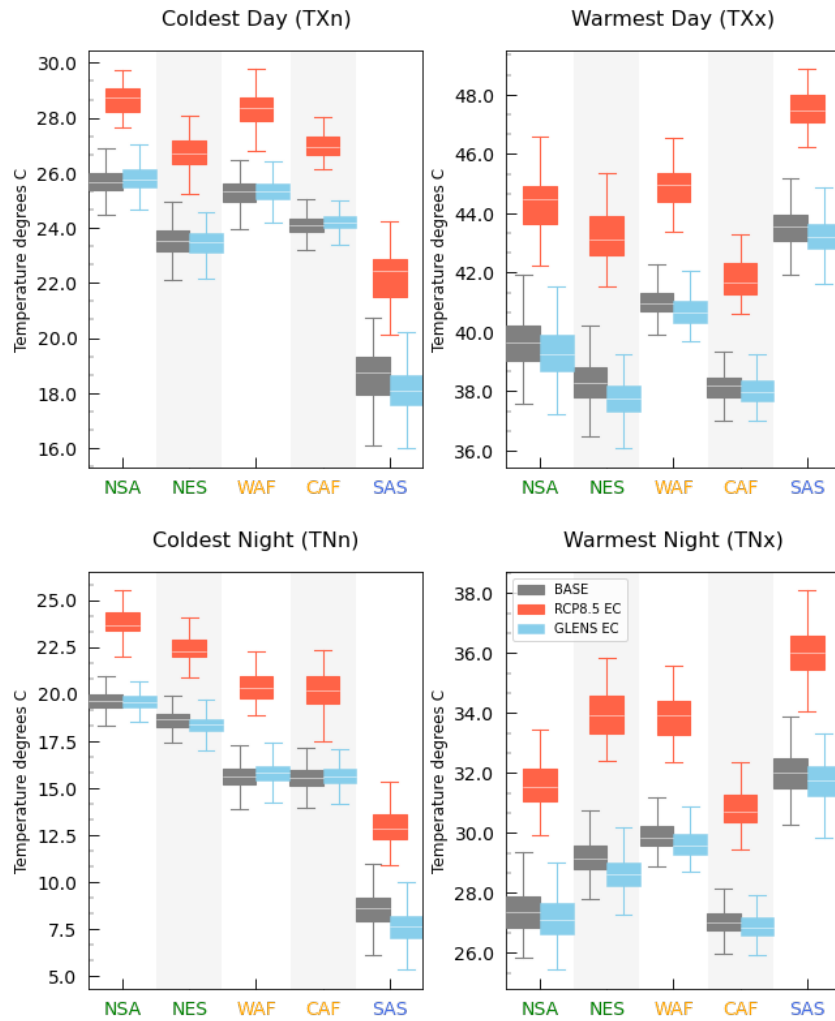 Coldest Day (TXn)
Temperature degrees C
30.0
28.0
26.0
24.0
22.0
20.0
18.0
16.0
NSA NES WAF CAF SAS
Warmest Day (TXx)
Temperature degrees C
48.0
46.0
44.0
42.0
40.0
38.0
36.0
NSA NES WAF CAF SAS
Coldest Night (TNn)
Temperature degrees C
25.0
22.5
20.0
17.5
15.0
12.5
10.0
7.5
5.0
NSA NES WAF CAF SAS
Warmest Night (TNx)
Temperature degrees C
38.0
36.0
34.0
32.0
30.0
28.0
26.0
BASE
RCP8.5 EC
GLENS EC
NSA NES WAF CAF SAS